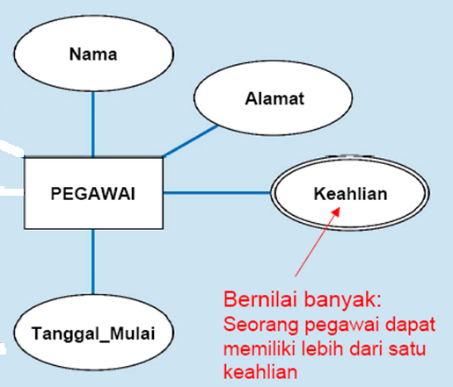 Nama
Alamat
PEGAWAI
Keahlian
Tanggal_Mulai
Bernilai banyak:
Seorang pegawai dapat
memiliki lebih dari satu
keahlian